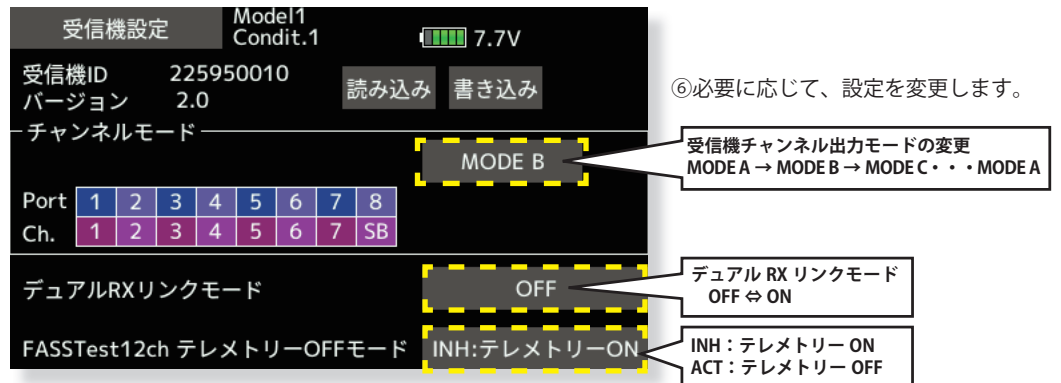 受信機設定
Model1
Condit.1
7.7V
受信機ID 225950010
バージョン 2.0
読み込み 書き込み
チャンネルモード
MODE B
Port 1 2 3 4 5 6 7 8
Ch. 1 2 3 4 5 6 7 SB
デュアルRXリンクモード OFF
FASSTest12ch テレメトリーOFFモード INH:テレメトリーON
⑥必要に応じて、設定を変更します。
受信機チャンネル出力モードの変更
MODE A → MODE B → MODE C・・・MODE A
デュアル RX リンクモード
OFF ⇔ ON
INH：テレメトリー ON
ACT：テレメトリー OFF